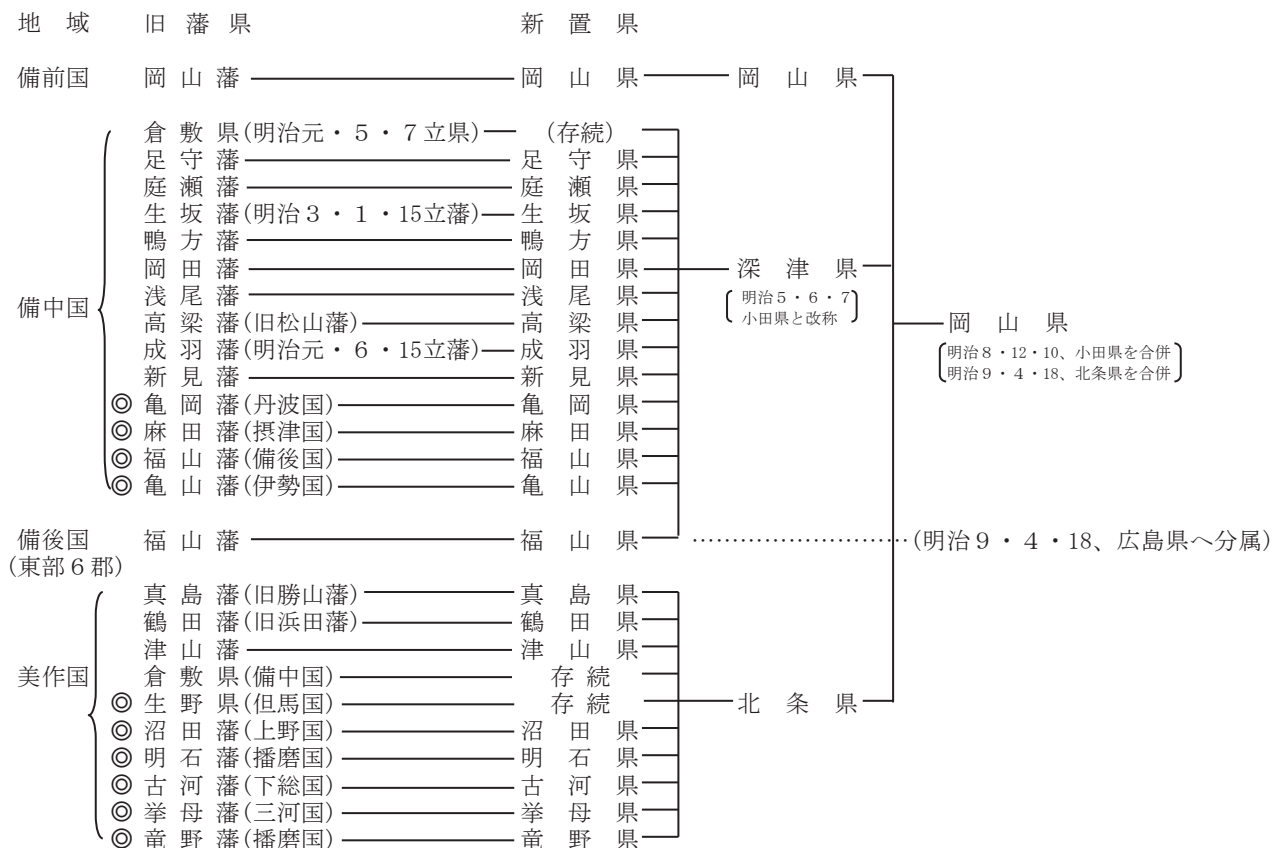 地 域 旧 藩 県 新 置 県
備前国 岡 山 藩 岡 山 県 岡 山 県
倉 敷 県(明治元・5・7立県) (存続)
足 守 藩 足 守 県
庭 瀬 藩 庭 瀬 県
生 坂 藩(明治3・1・15立藩) 生 坂 県
鴨 方 藩 鴨 方 県
岡 田 藩 岡 田 県 深 津 県
浅 尾 藩 浅 尾 県 明治5・6・7
備中国 高 梁 藩(旧松山藩) 高 梁 県 小田県と改称 岡 山 県
成 羽 藩(明治元・6・15立藩) 成 羽 県 明治8・12・10、小田県を合併
新 見 藩 新 見 県 明治9・4・18、北条県を合併
◎ 亀 岡 藩(丹波国) 亀 岡 県
◎ 麻 田 藩(摂津国) 麻 田 県
◎ 福 山 藩(備後国) 福 山 県
◎ 亀 山 藩(伊勢国) 亀 山 県
備後国 福 山 藩 福 山 県 ……………………(明治9・4・18、広島県へ分属)
(東部6郡)
真 島 藩(旧勝山藩) 真 島 県
鶴 田 藩(旧浜田藩) 鶴 田 県
津 山 藩 津 山 県
美作国 倉 敷 県(備中国) 存 続
◎ 生 野 県(但馬国) 存 続 北 条 県
◎ 沼 田 藩(上野国) 沼 田 県
◎ 明 石 藩(播磨国) 明 石 県
◎ 古 河 藩(下総国) 古 河 県
◎ 挙 母 藩(三河国) 挙 母 県
◎ 竜 野 藩(播磨国) 竜 野 県